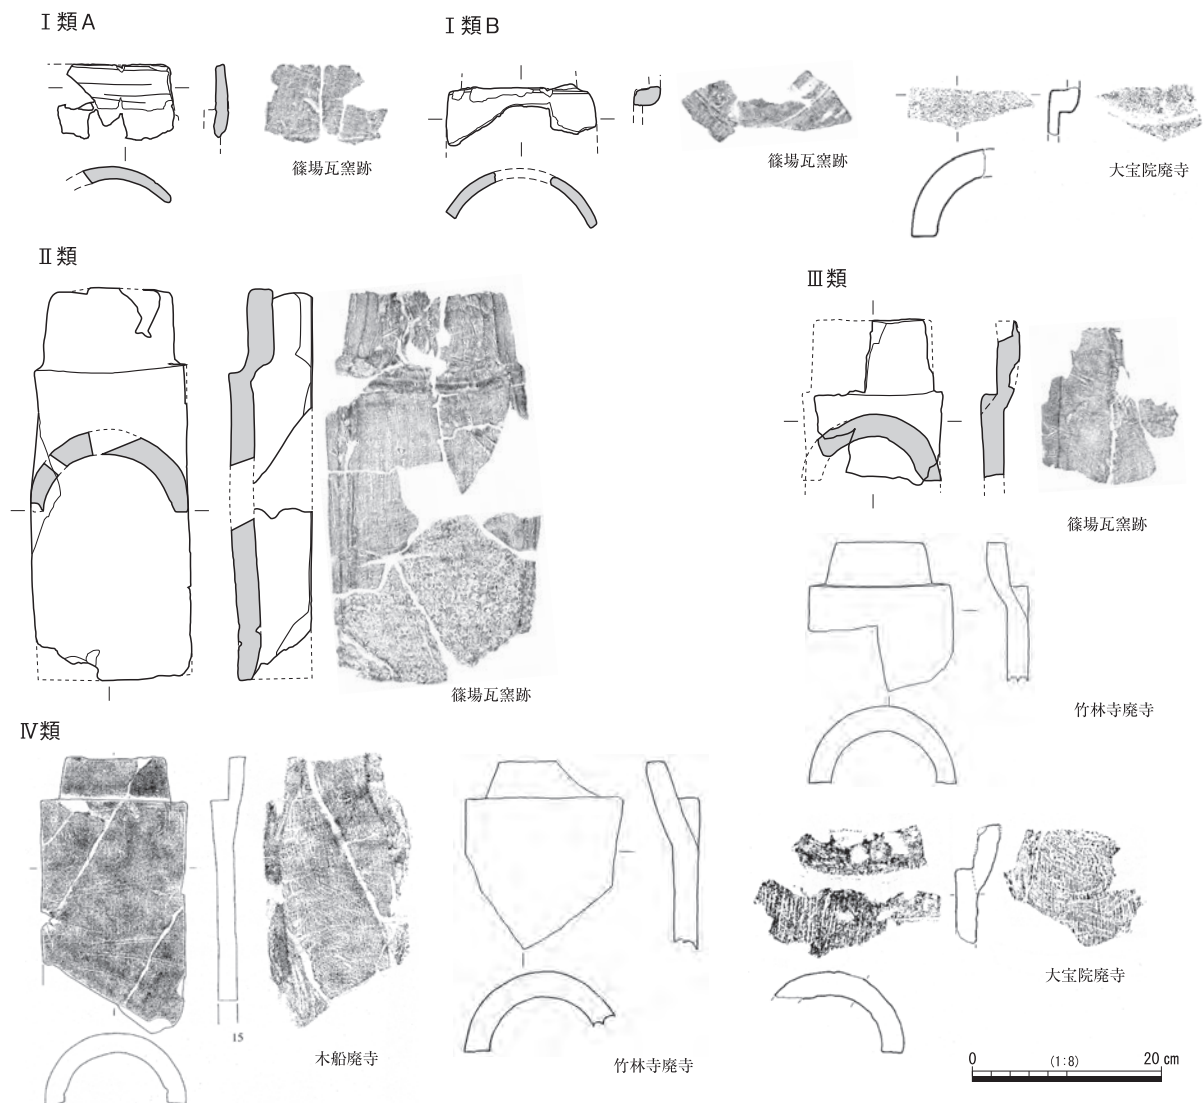 Ⅰ類A
Ⅰ類B
篠場瓦窯跡
篠場瓦窯跡
大宝院廃寺
Ⅱ類
Ⅲ類
篠場瓦窯跡
篠場瓦窯跡
竹林寺廃寺
Ⅳ類
15
木船廃寺
竹林寺廃寺
大宝院廃寺
0 (1:8) 20 cm